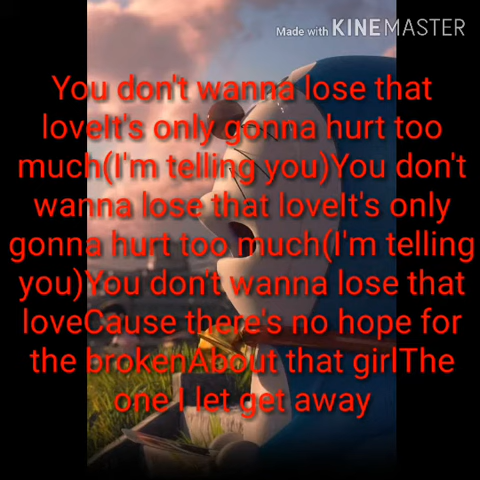 Made with KINEMASTER
You don't wanna lose that
loveIt's only gonna hurt too
much(I'm telling you)You don't
wanna lose that loveIt's only
gonna hurt too much(I'm telling
you)You don't wanna lose that
loveCause there's no hope for
the brokenAbout that girlThe
one I let get away